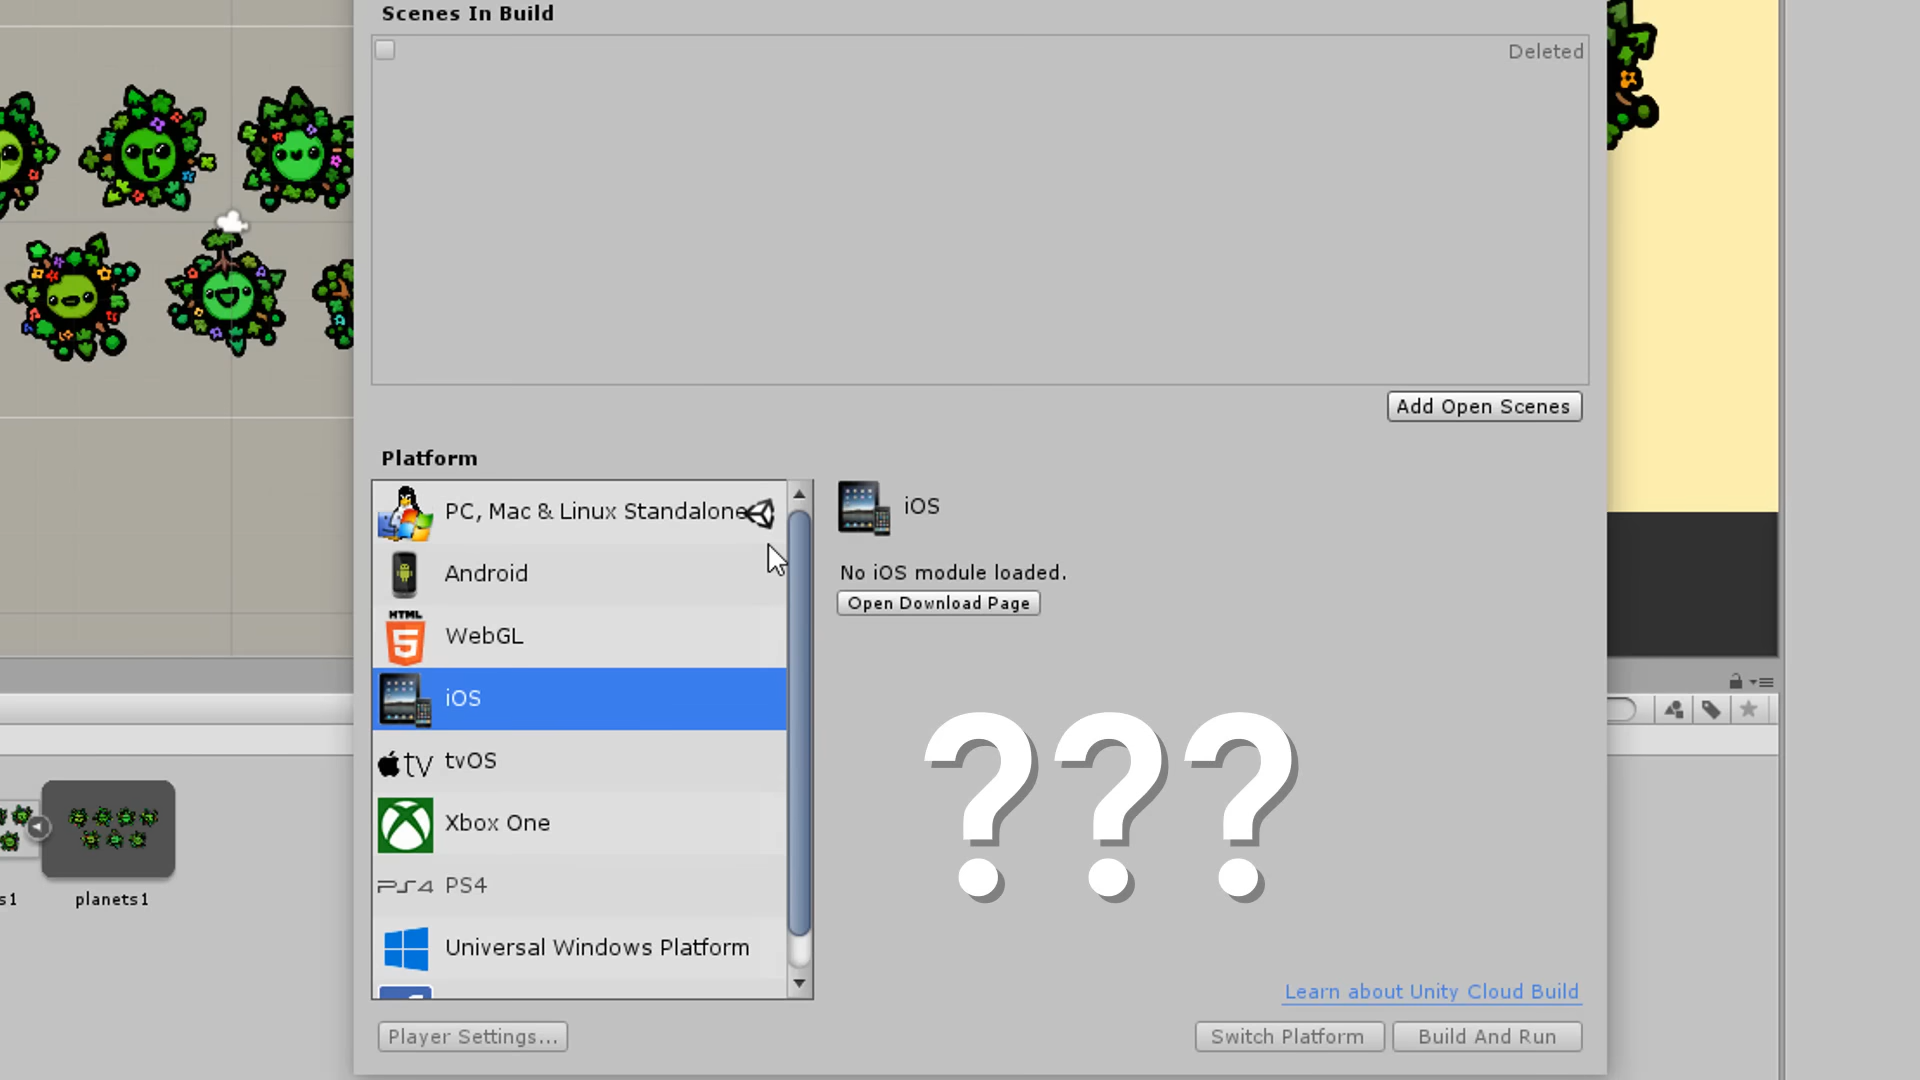 Scenes In Build
Deleted
Add Open Scenes
Platform
PC, Mac & Linux Standalone
iOS
Android
No iOS module loaded.
Open Download Page
HTML
5
WebGL
iOS
tv
tvOS
Xbox One
PS4
PS4
Universal Windows Platform
???
s1
planets1
Learn about Unity Cloud Build
Player Settings...
Switch Platform
Build And Run